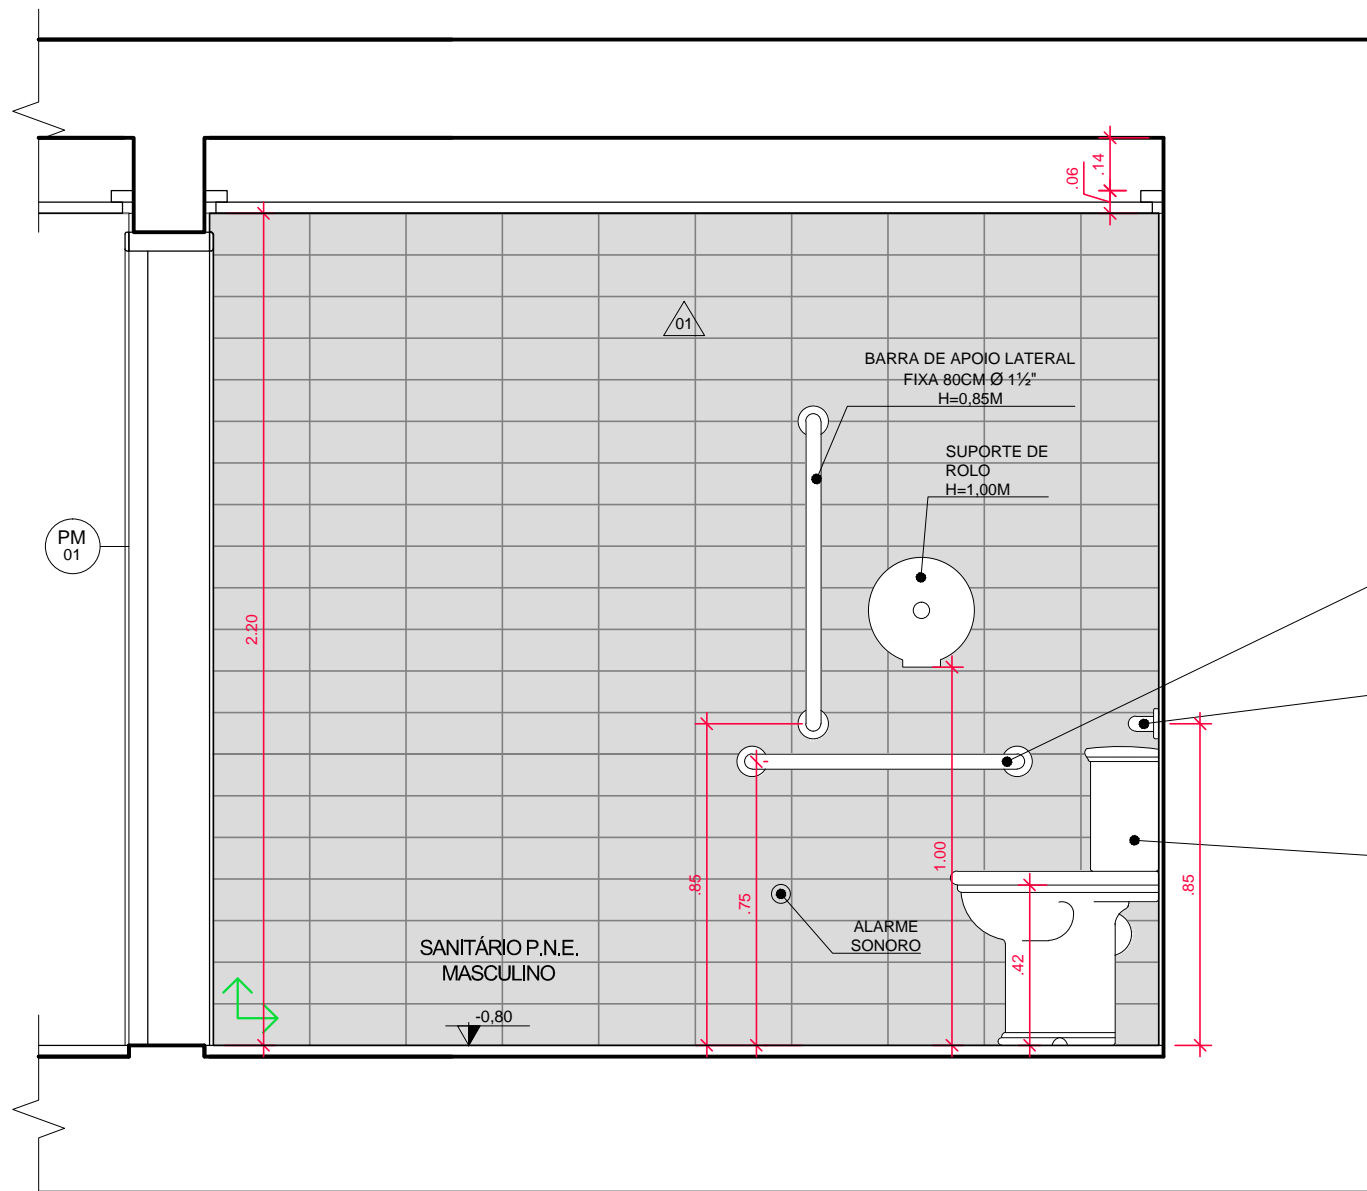 .06
.14
01
BARRA DE APOIO LATERAL
FIXA 80CM Ø 1½"
H=0,85M
SUPORTE DE
ROLO
H=1,00M
PM
01
2.20
.85
.75
1.00
.85
ALARME
SONORO
SANITÁRIO P.N.E.
MASCULINO
.42
-0,80